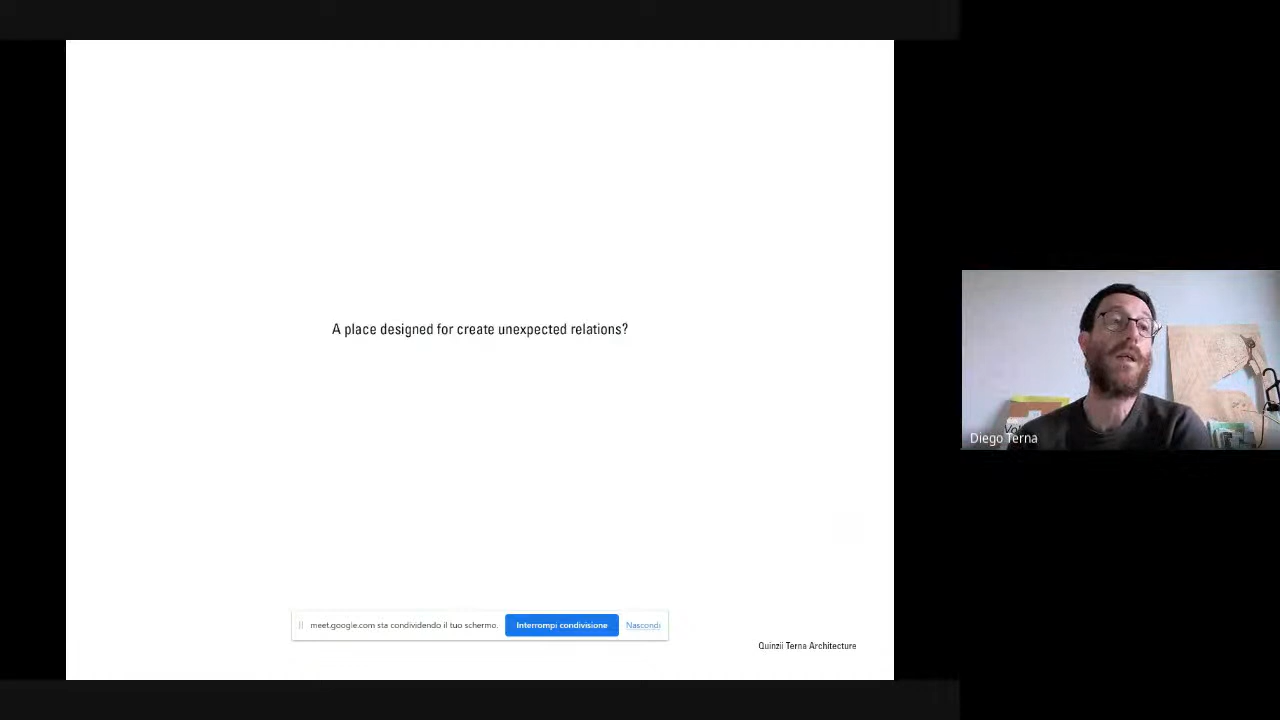 A place designed for create unexpected relations?
meet.google.com sta condividendo il tuo schermo. Interrompi condivisione Nascondi
Quinzii Terna Architecture
Diego Terna